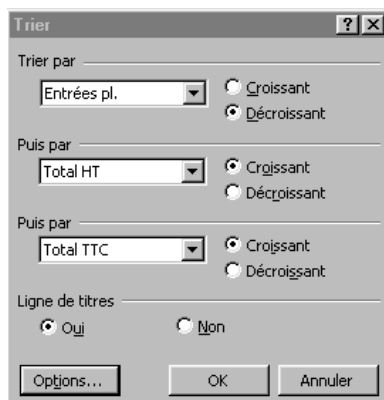 Trier
Trier par
Entrées pl.
Croissant
Décroissant
Puis par
Total HT
Croissant
Décroissant
Puis par
Total TTC
Croissant
Décroissant
Ligne de titres
Oui
Non
Options...
OK
Annuler